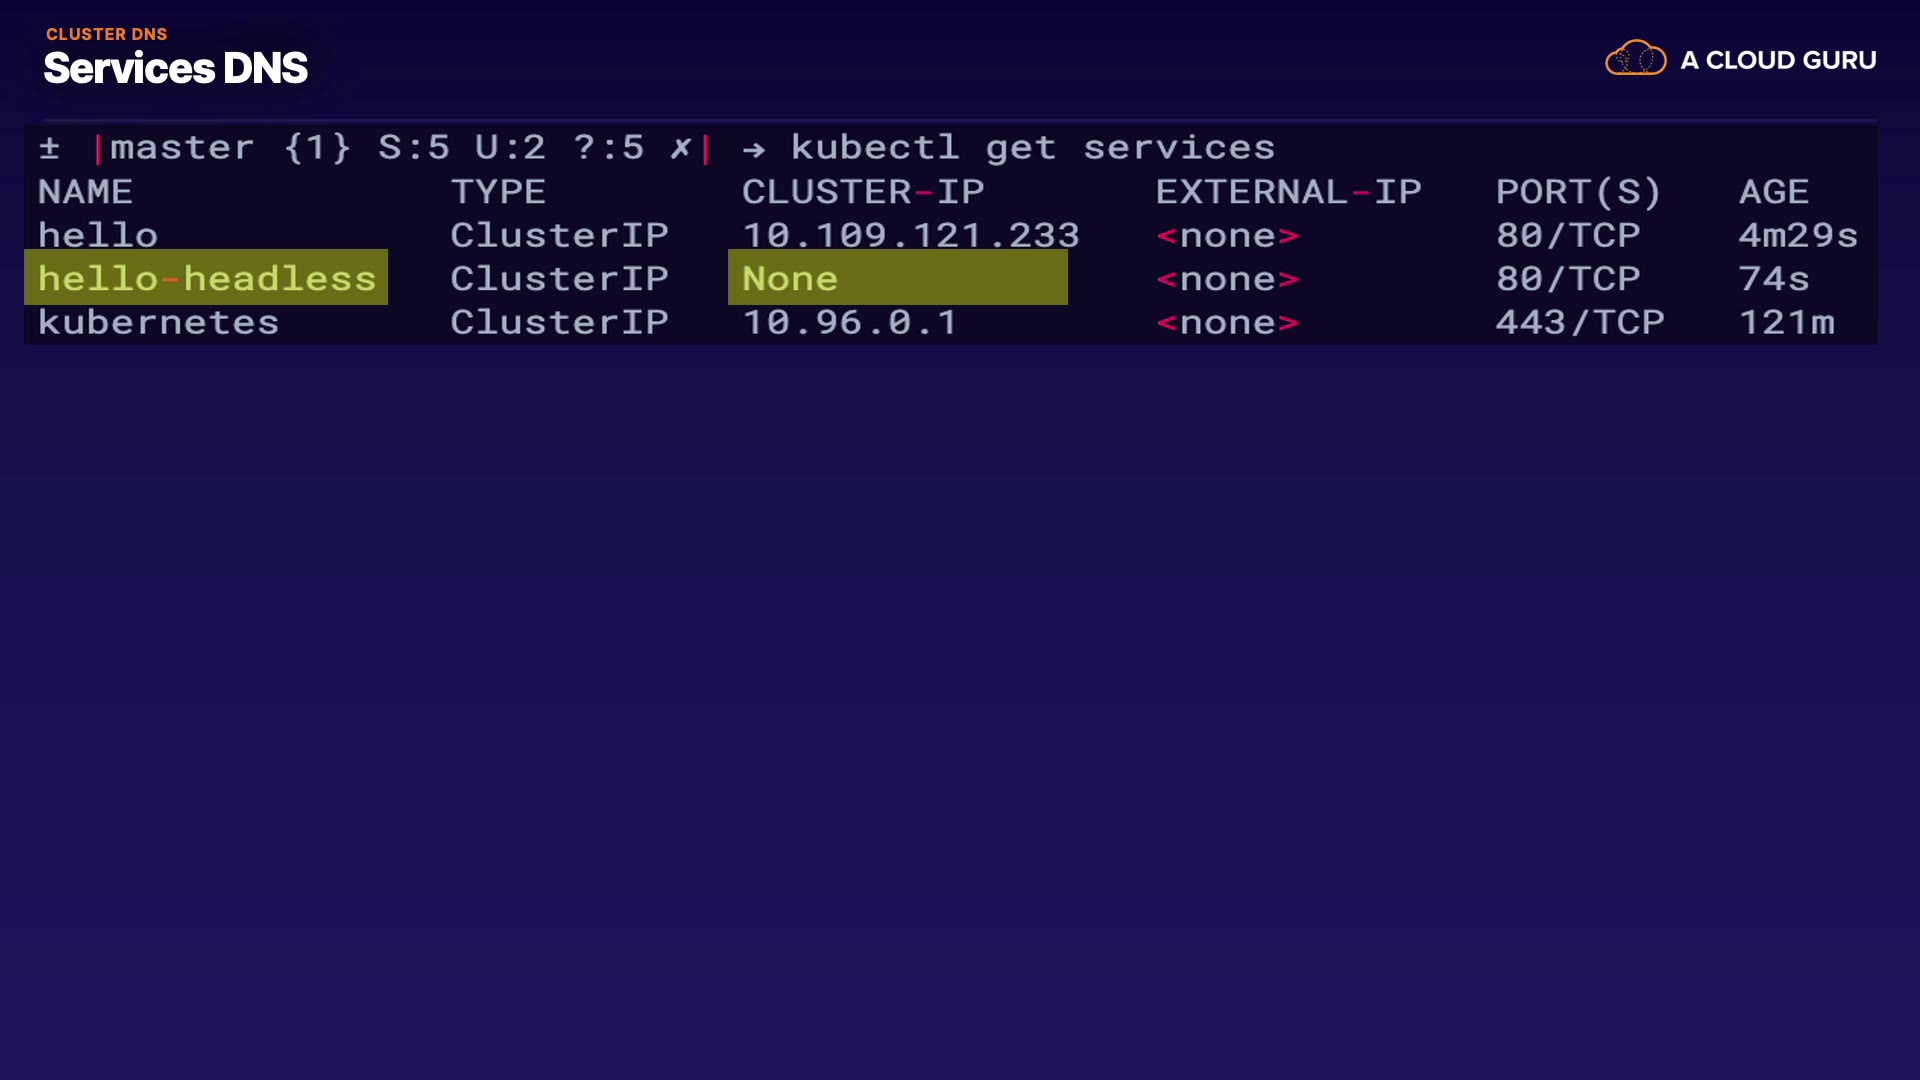 CLUSTER DNS
Services DNS
A CLOUD GURU
± |master {1} S:5 U:2 ?:5 ✗| → kubectl get services
NAME TYPE CLUSTER-IP EXTERNAL-IP PORT(S) AGE
hello ClusterIP 10.109.121.233 <none> 80/TCP 4m29s
hello-headless ClusterIP None <none> 80/TCP 74s
kubernetes ClusterIP 10.96.0.1 <none> 443/TCP 121m